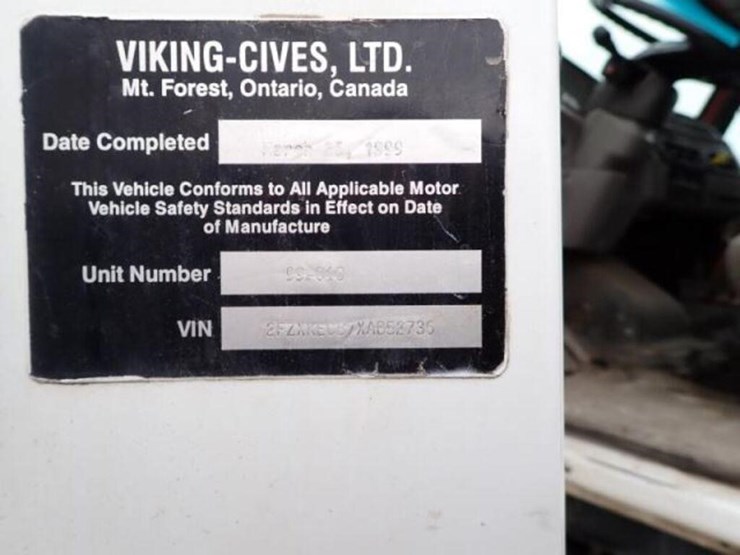 VIKING-CIVES, LTD.
Mt. Forest, Ontario, Canada
Date Completed 1999
This Vehicle Conforms to All Applicable Motor
Vehicle Safety Standards in Effect on Date
of Manufacture
Unit Number
VIN